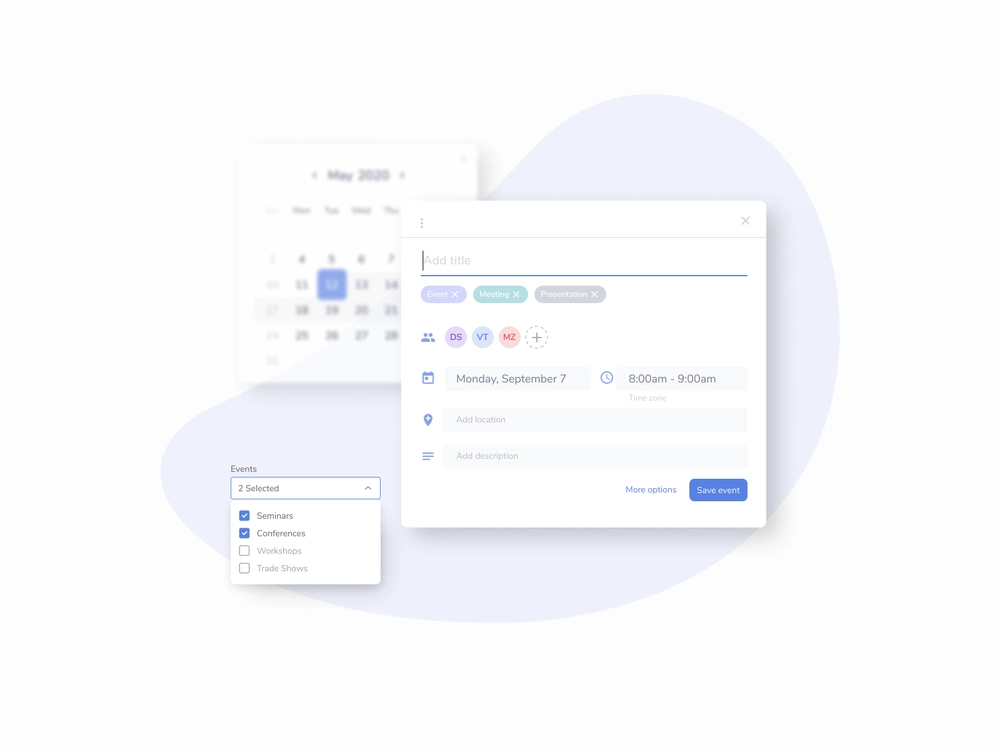 May 2020
Mon Tue Wed Thu
3 4 5 6 7
10 11 12 13 14
17 18 19 20 21
24 25 26 27 28
31
Add title
Event
Meeting
Presentation
DS VT MZ
Monday, September 7
8:00am - 9:00am
Time zone
Add location
Add description
More options
Save event
Events
2 Selected
Seminars
Conferences
Workshops
Trade Shows